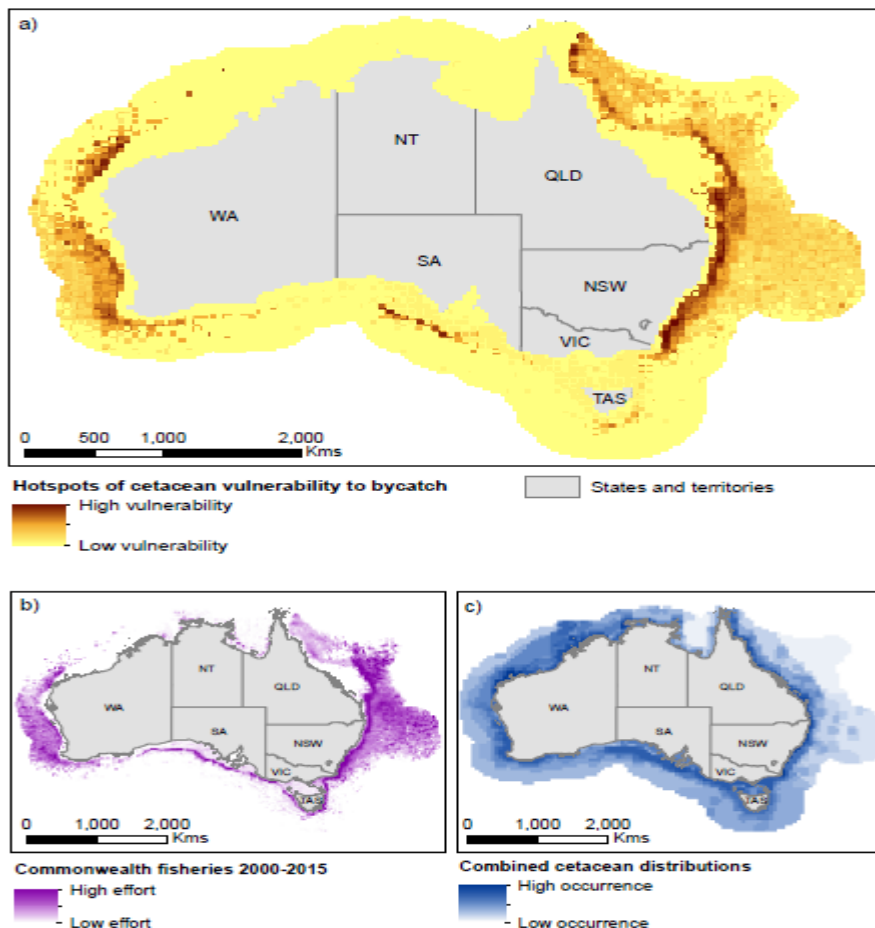 a)
NT
QLD
WA
SA
NSW
VIC
TAS
0 500 1,000 2,000
Kms
Hotspots of cetacean vulnerability to bycatch
High vulnerability
Low vulnerability
States and territories
b)
NT
QLD
WA
SA
NSW
VIC
TAS
0 1,000 2,000
Kms
Commonwealth fisheries 2000-2015
High effort
Low effort
c)
NT
QLD
WA
SA
NSW
VIC
TAS
0 1,000 2,000
Kms
Combined cetacean distributions
High occurrence
Low occurrence